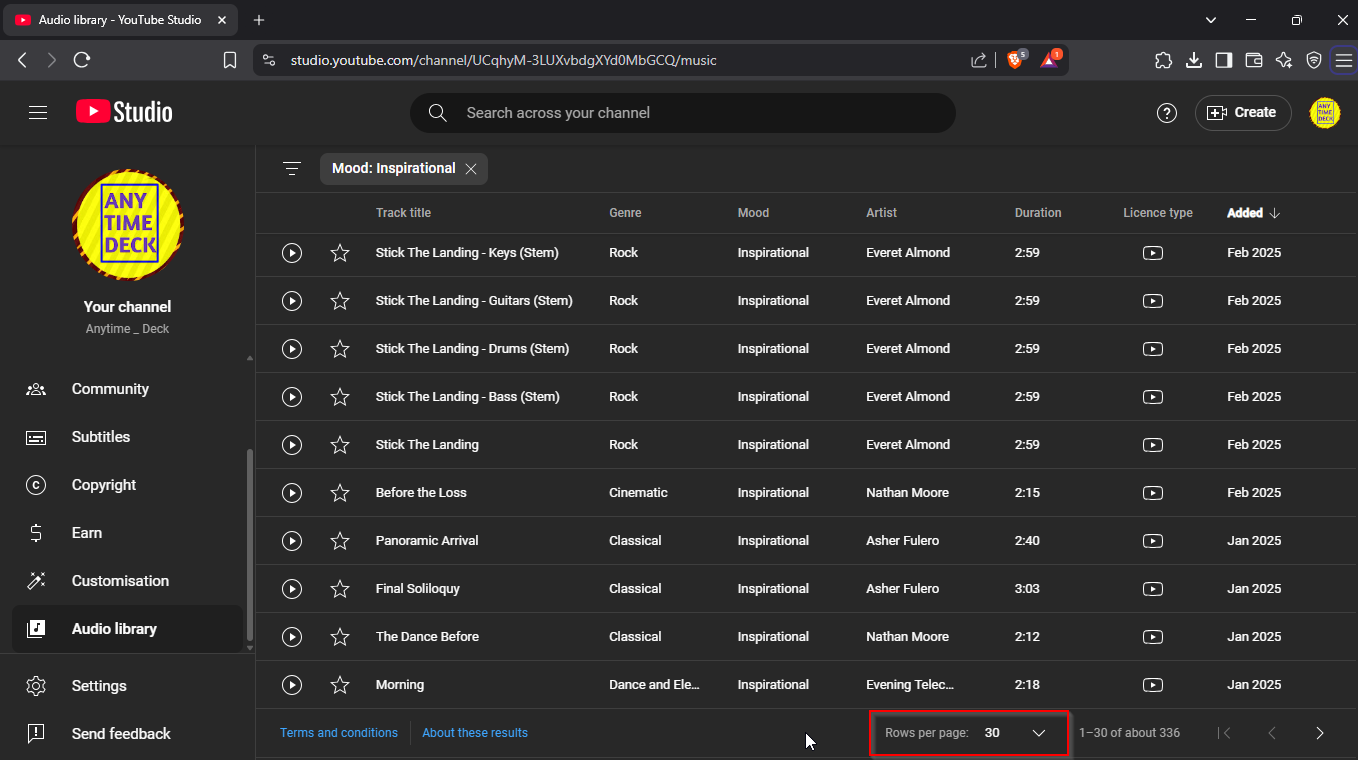 Audio library - YouTube Studio
studio.youtube.com/channel/UCqhyM-3LUXvbdgXYd0MbGCQ/music
5
1
Studio
Search across your channel
Create
ANY TIME DECK
ANY
TIME
DECK
Your channel
Anytime _ Deck
Community
Subtitles
Copyright
Earn
Customisation
Audio library
Settings
Send feedback
Mood: Inspirational
Track title Genre Mood Artist Duration Licence type Added
Stick The Landing - Keys (Stem) Rock Inspirational Everet Almond 2:59 Feb 2025
Stick The Landing - Guitars (Stem) Rock Inspirational Everet Almond 2:59 Feb 2025
Stick The Landing - Drums (Stem) Rock Inspirational Everet Almond 2:59 Feb 2025
Stick The Landing - Bass (Stem) Rock Inspirational Everet Almond 2:59 Feb 2025
Stick The Landing Rock Inspirational Everet Almond 2:59 Feb 2025
Before the Loss Cinematic Inspirational Nathan Moore 2:15 Feb 2025
Panoramic Arrival Classical Inspirational Asher Fulero 2:40 Jan 2025
Final Soliloquy Classical Inspirational Asher Fulero 3:03 Jan 2025
The Dance Before Classical Inspirational Nathan Moore 2:12 Jan 2025
Morning Dance and Ele... Inspirational Evening Telec... 2:18 Jan 2025
Terms and conditions About these results Rows per page: 30 1–30 of about 336